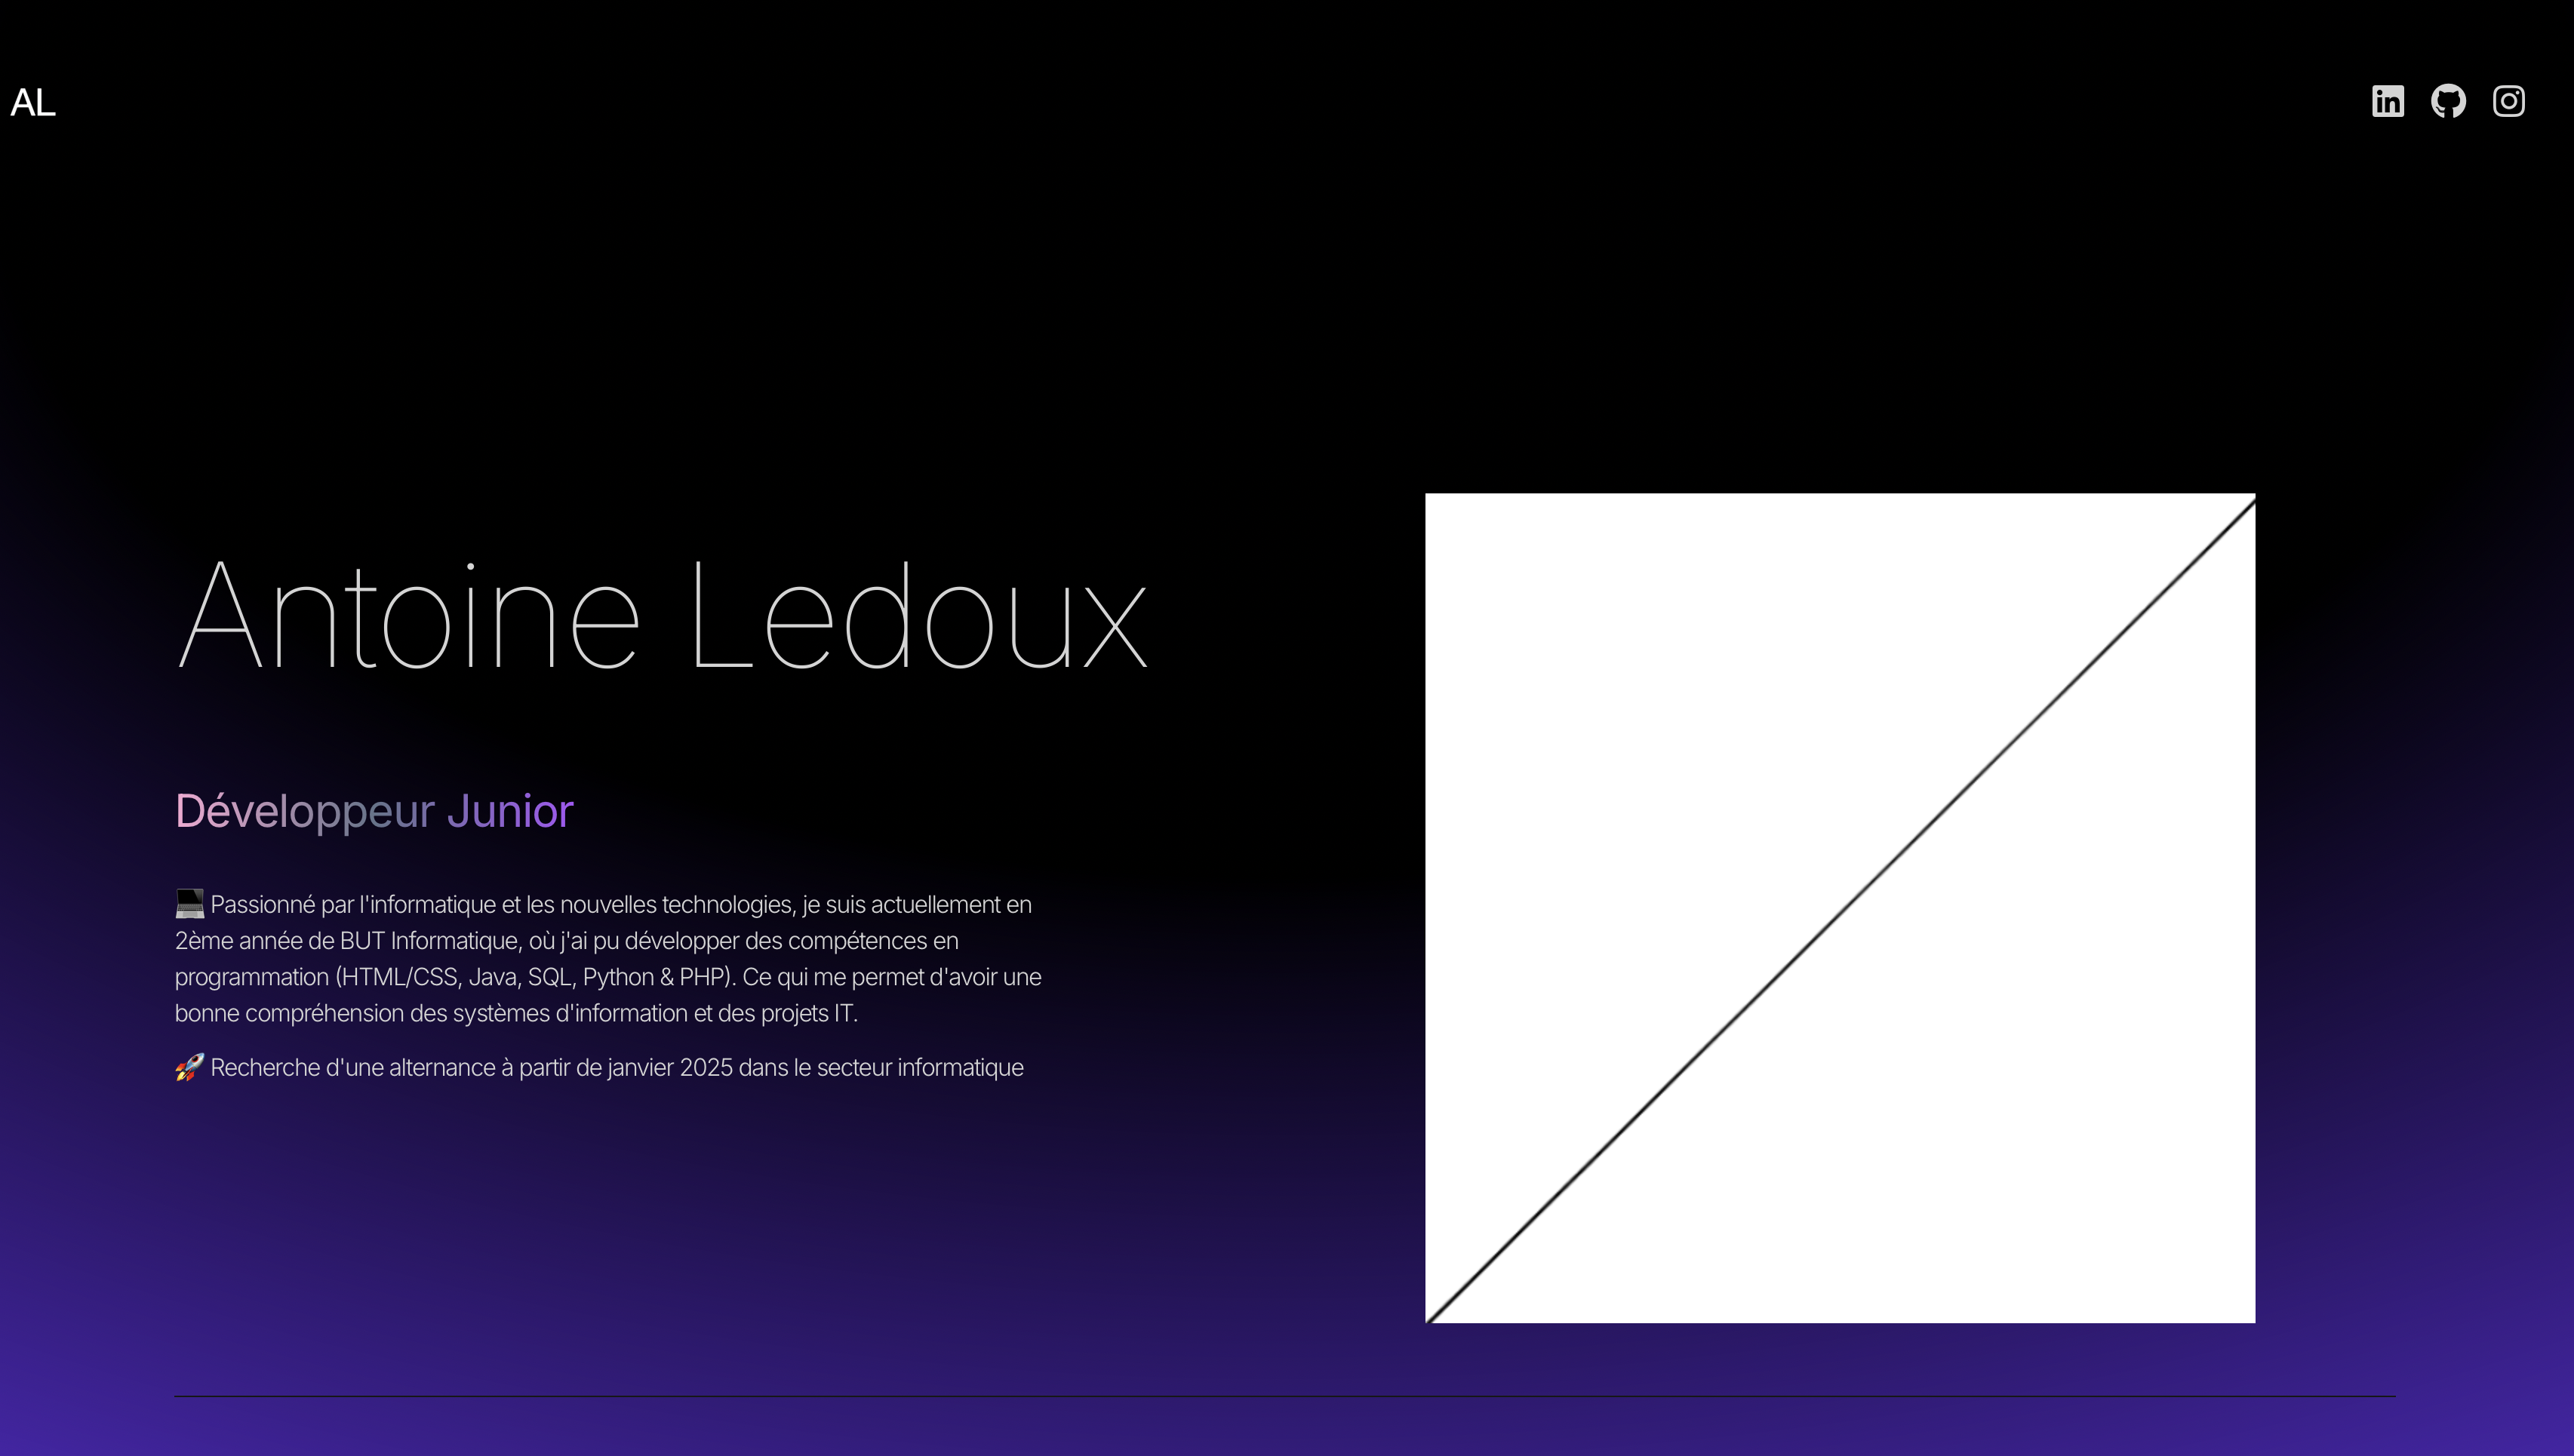 AL
Antoine Ledoux
Développeur Junior
💻 Passionné par l'informatique et les nouvelles technologies, je suis actuellement en
2ème année de BUT Informatique, où j'ai pu développer des compétences en
programmation (HTML/CSS, Java, SQL, Python & PHP). Ce qui me permet d'avoir une
bonne compréhension des systèmes d'information et des projets IT.
🚀 Recherche d'une alternance à partir de janvier 2025 dans le secteur informatique